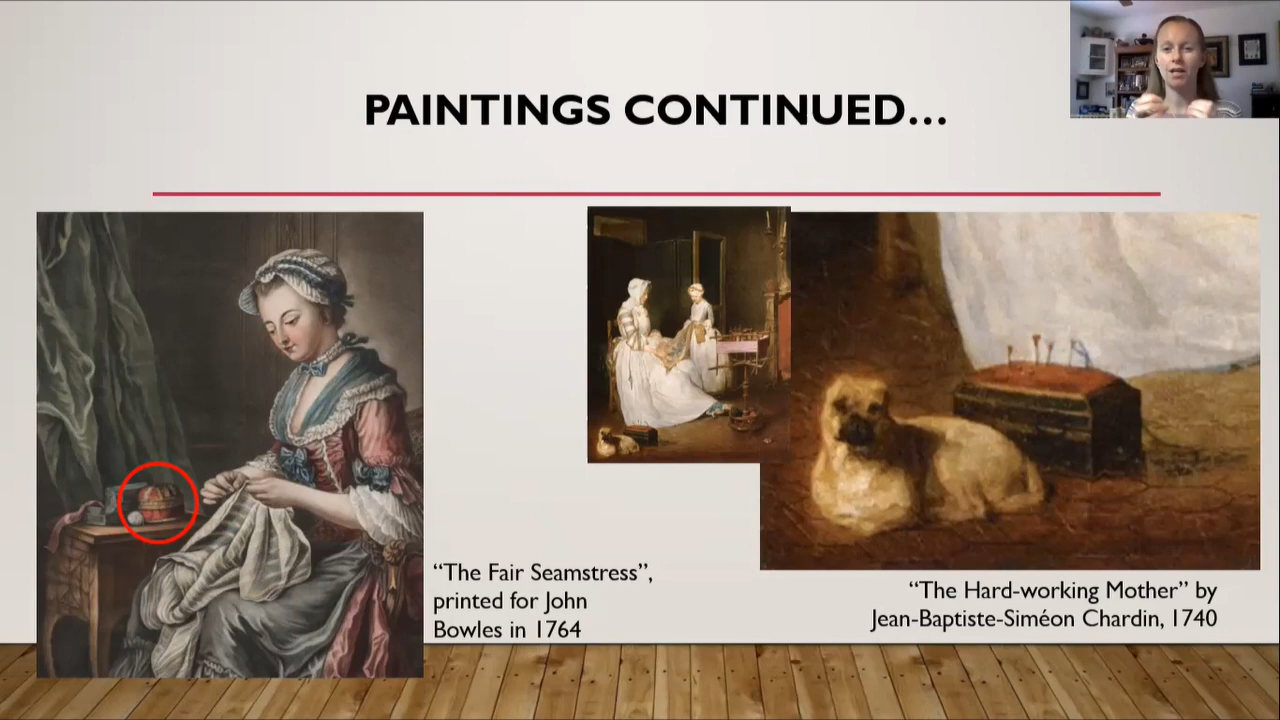 PAINTINGS CONTINUED...
“The Fair Seamstress”,
printed for John
Bowles in 1764
“The Hard-working Mother” by
Jean-Baptiste-Siméon Chardin, 1740